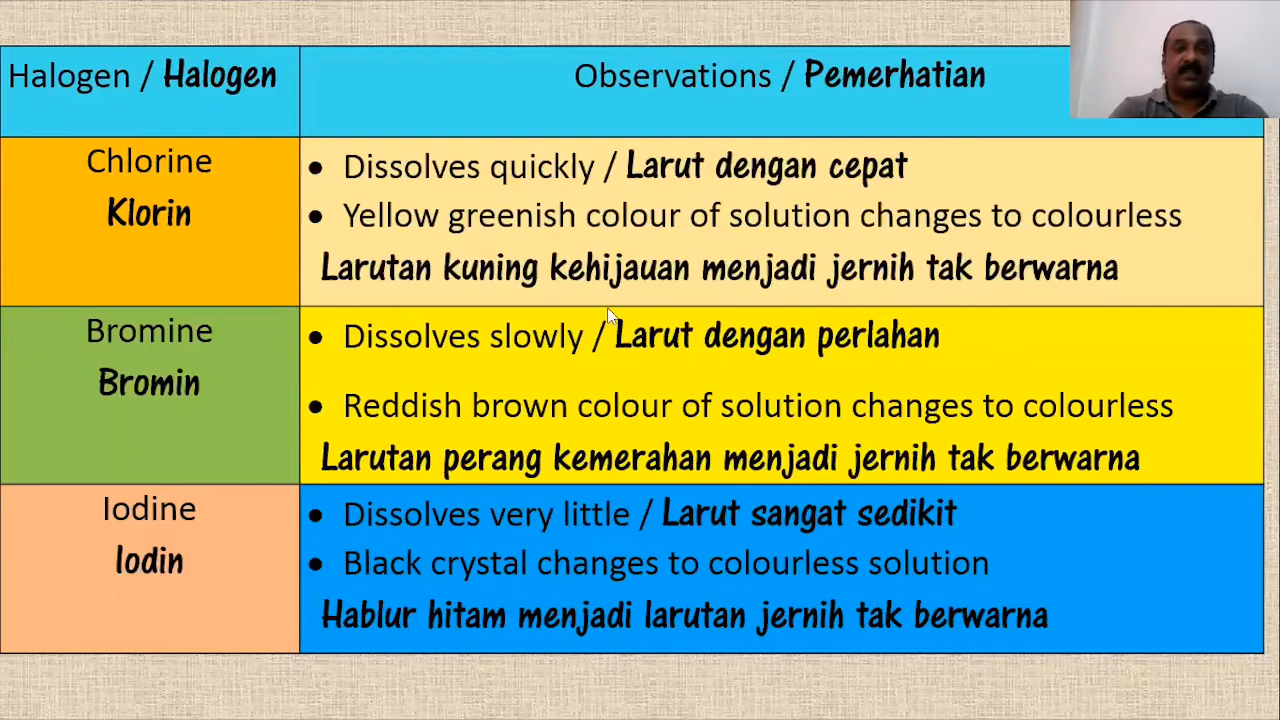 Halogen / Halogen
Observations / Pemerhatian
Chlorine
Klorin
• Dissolves quickly / Larut dengan cepat
• Yellow greenish colour of solution changes to colourless
Larutan kuning kehijauan menjadi jernih tak berwarna
Bromine
Bromin
• Dissolves slowly / Larut dengan perlahan
• Reddish brown colour of solution changes to colourless
Larutan perang kemerahan menjadi jernih tak berwarna
Iodine
Iodin
• Dissolves very little / Larut sangat sedikit
• Black crystal changes to colourless solution
Hablur hitam menjadi larutan jernih tak berwarna